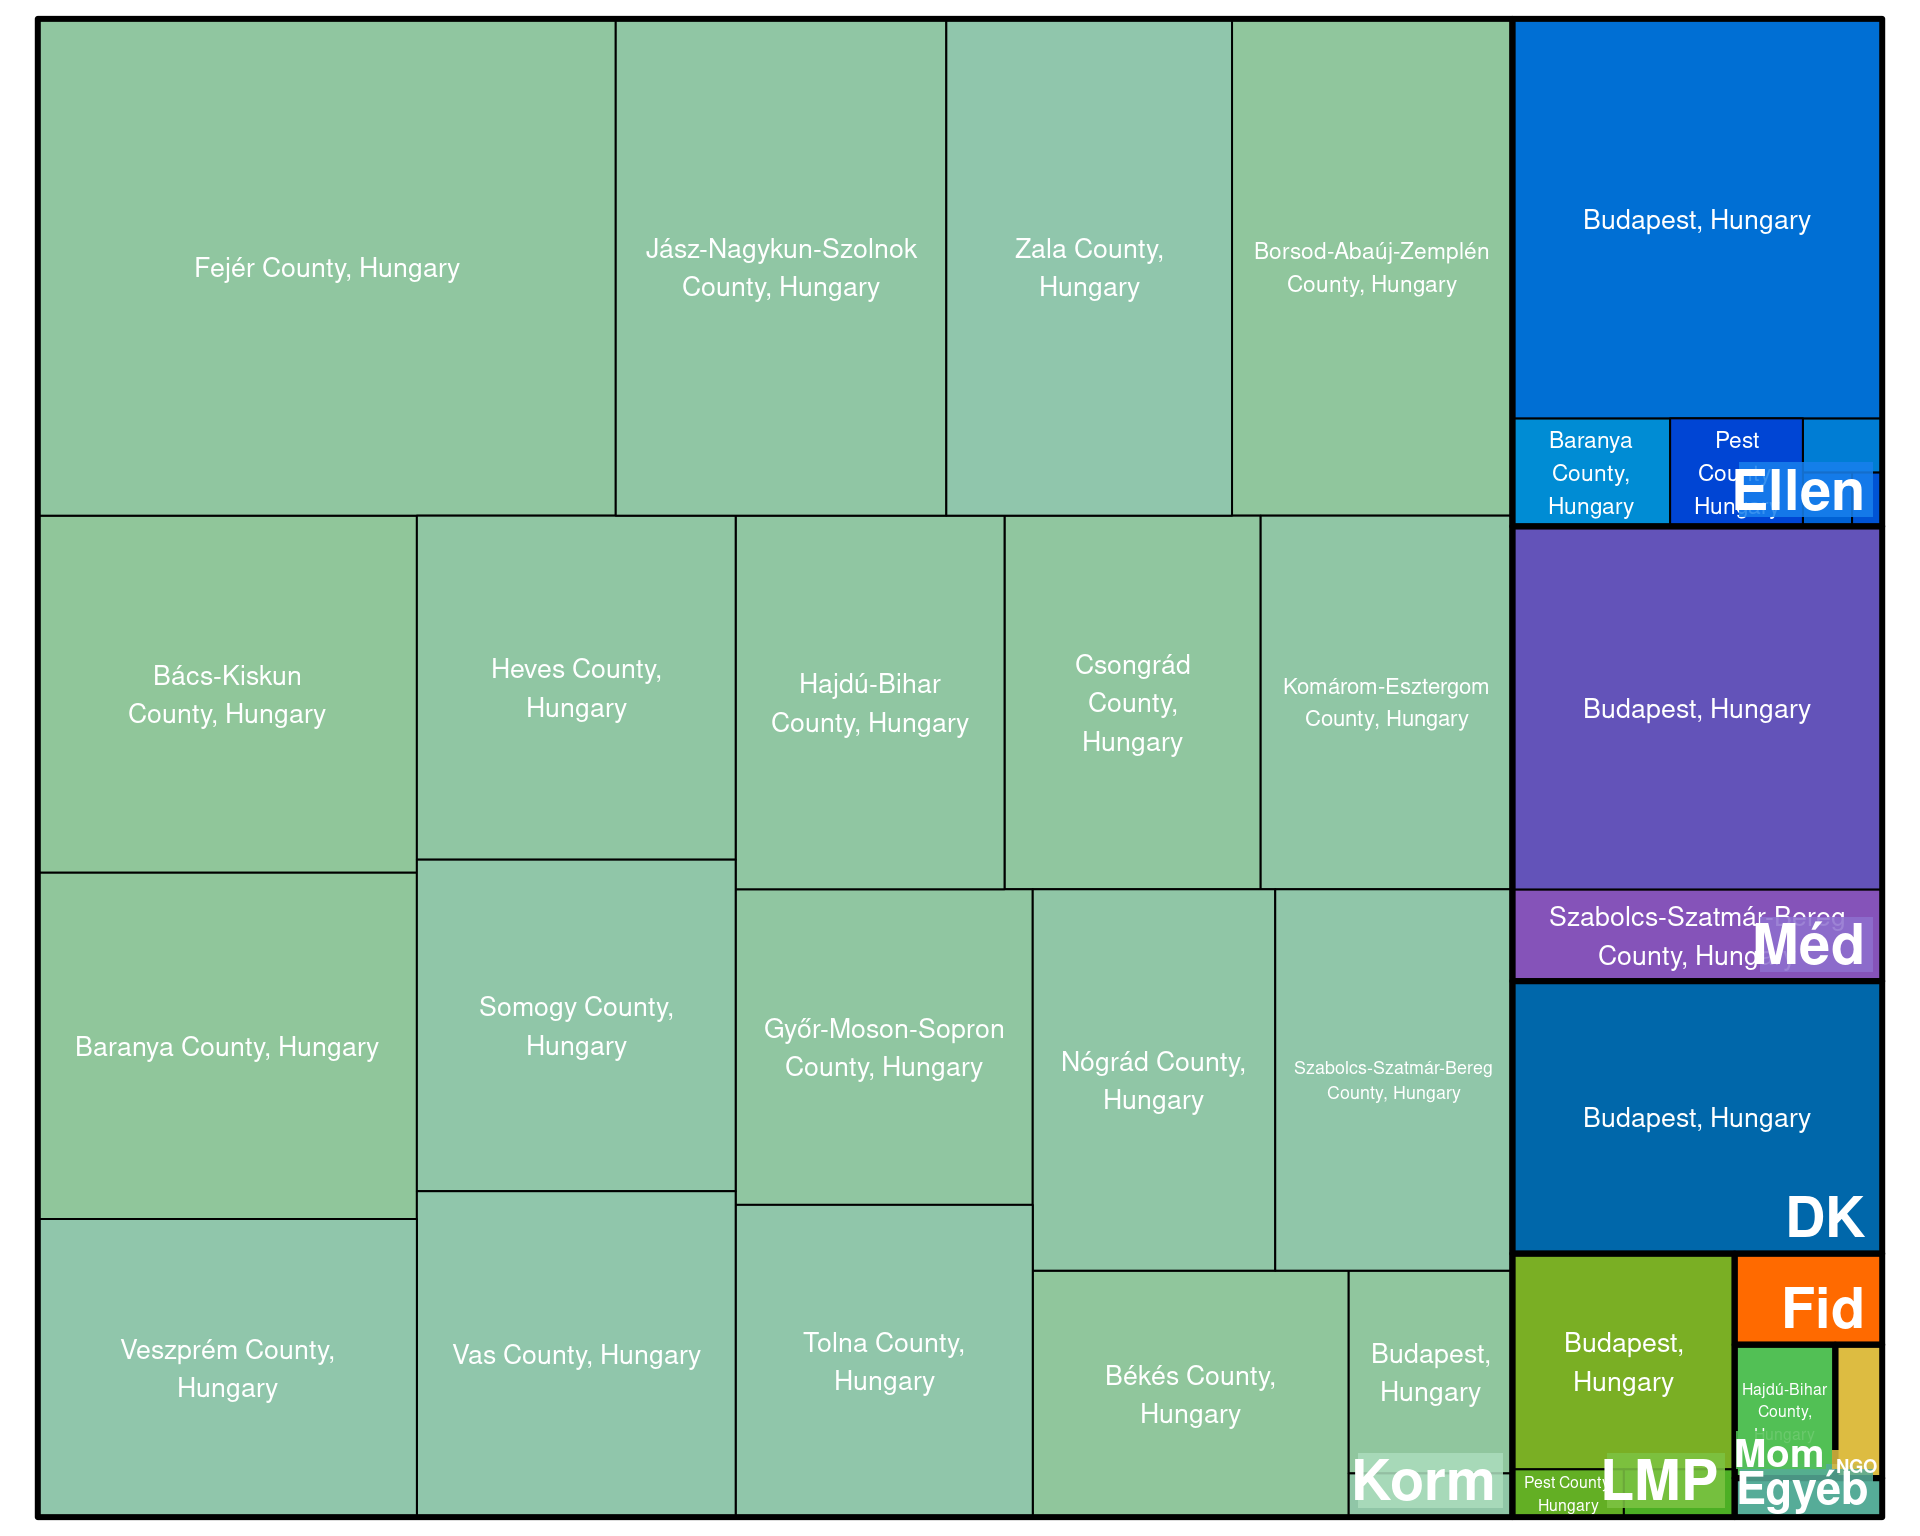 Fejér County, Hungary
Jász-Nagykun-Szolnok
County, Hungary
Zala County,
Hungary
Borsod-Abaúj-Zemplén
County, Hungary
Budapest, Hungary
Baranya
County,
Hungary
Pest
County,
Hungary
Ellen
Bács-Kiskun
County, Hungary
Heves County,
Hungary
Hajdú-Bihar
County, Hungary
Csongrád
County,
Hungary
Komárom-Esztergom
County, Hungary
Budapest, Hungary
Szabolcs-Szatmár-Bereg
County, Hungary
Méd
Baranya County, Hungary
Somogy County,
Hungary
Győr-Moson-Sopron
County, Hungary
Nógrád County,
Hungary
Szabolcs-Szatmár-Bereg
County, Hungary
Budapest, Hungary
DK
Veszprém County,
Hungary
Vas County, Hungary
Tolna County,
Hungary
Békés County,
Hungary
Budapest,
Hungary
Korm
Budapest,
Hungary
Pest County,
Hungary
LMP
Fid
Hajdú-Bihar
County,
Hungary
Mom
NGO
Egyéb